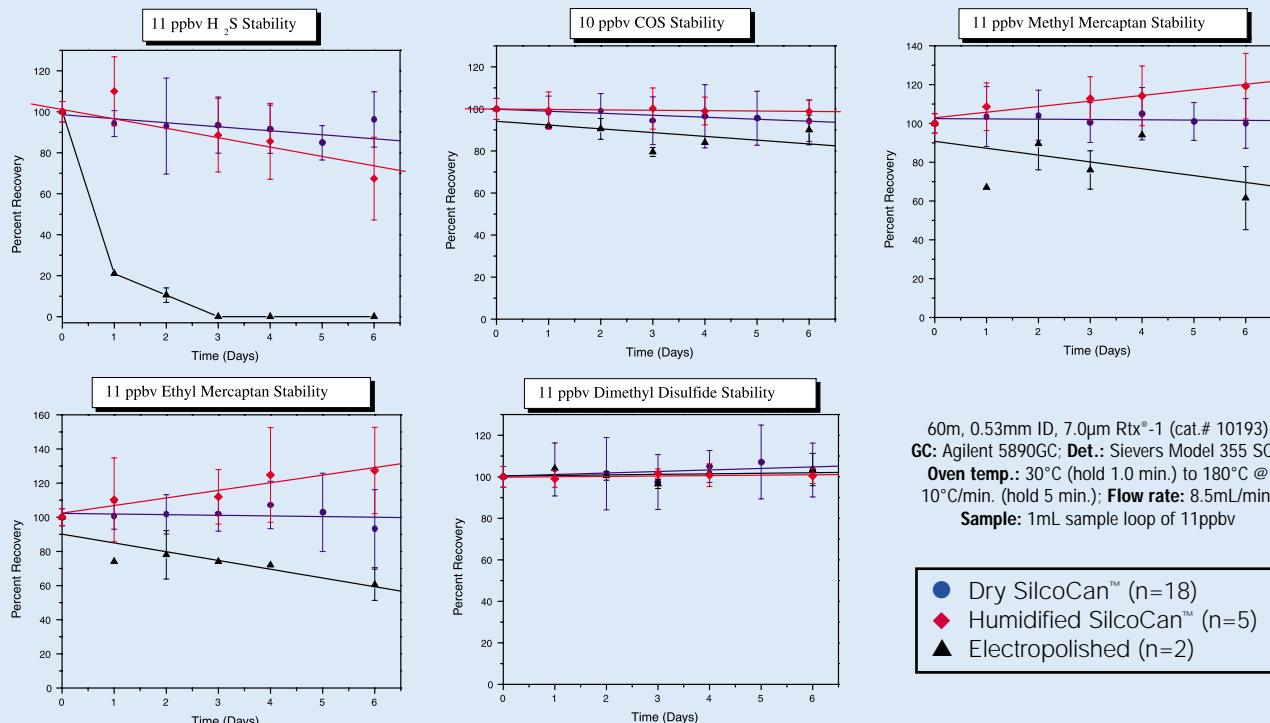 11 ppbv H 2S Stability
Percent Recovery
120
100
80
60
40
20
0
0 1 2 3 4 5 6
Time (Days)
10 ppbv COS Stability
Percent Recovery
120
100
80
60
40
20
0
0 1 2 3 4 5 6
Time (Days)
11 ppbv Methyl Mercaptan Stability
Percent Recovery
140
120
100
80
60
40
20
0
0 1 2 3 4 5 6
Time (Days)
11 ppbv Ethyl Mercaptan Stability
Percent Recovery
160
140
120
100
80
60
40
20
0
0 1 2 3 4 5 6
Time (Days)
11 ppbv Dimethyl Disulfide Stability
Percent Recovery
120
100
80
60
40
20
0
0 1 2 3 4 5 6
Time (Days)
60m, 0.53mm ID, 7.0µm Rtx®-1 (cat.# 10193)
GC: Agilent 5890GC; Det.: Sievers Model 355
Oven temp.: 30°C (hold 1.0 min.) to 180°C @
10°C/min. (hold 5 min.); Flow rate: 8.5mL/min
Sample: 1mL sample loop of 11ppbv
Dry SilcoCan™ (n=18)
Humidified SilcoCan™ (n=5)
Electropolished (n=2)